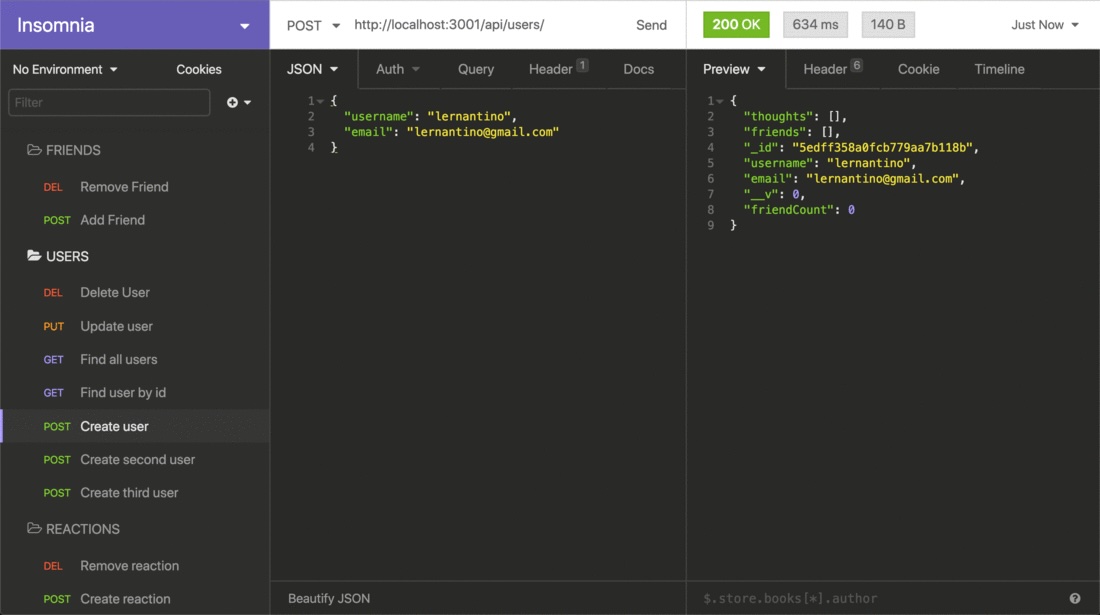 Insomnia
POST http://localhost:3001/api/users/ Send
200 OK 634 ms 140 B Just Now
No Environment Cookies
JSON Auth Query Header 1 Docs
Preview Header 6 Cookie Timeline
Filter
FRIENDS
DEL Remove Friend
POST Add Friend
USERS
DEL Delete User
PUT Update user
GET Find all users
GET Find user by id
POST Create user
POST Create second user
POST Create third user
REACTIONS
DEL Remove reaction
POST Create reaction
1 {
2 "username": "lernantino",
3 "email": "lernantino@gmail.com"
4 }
Beautify JSON
1 {
2 "thoughts": [],
3 "friends": [],
4 "_id": "5edff358a0fcb779aa7b118b",
5 "username": "lernantino",
6 "email": "lernantino@gmail.com",
7 "__v": 0,
8 "friendCount": 0
9 }
$.store.books[*].author